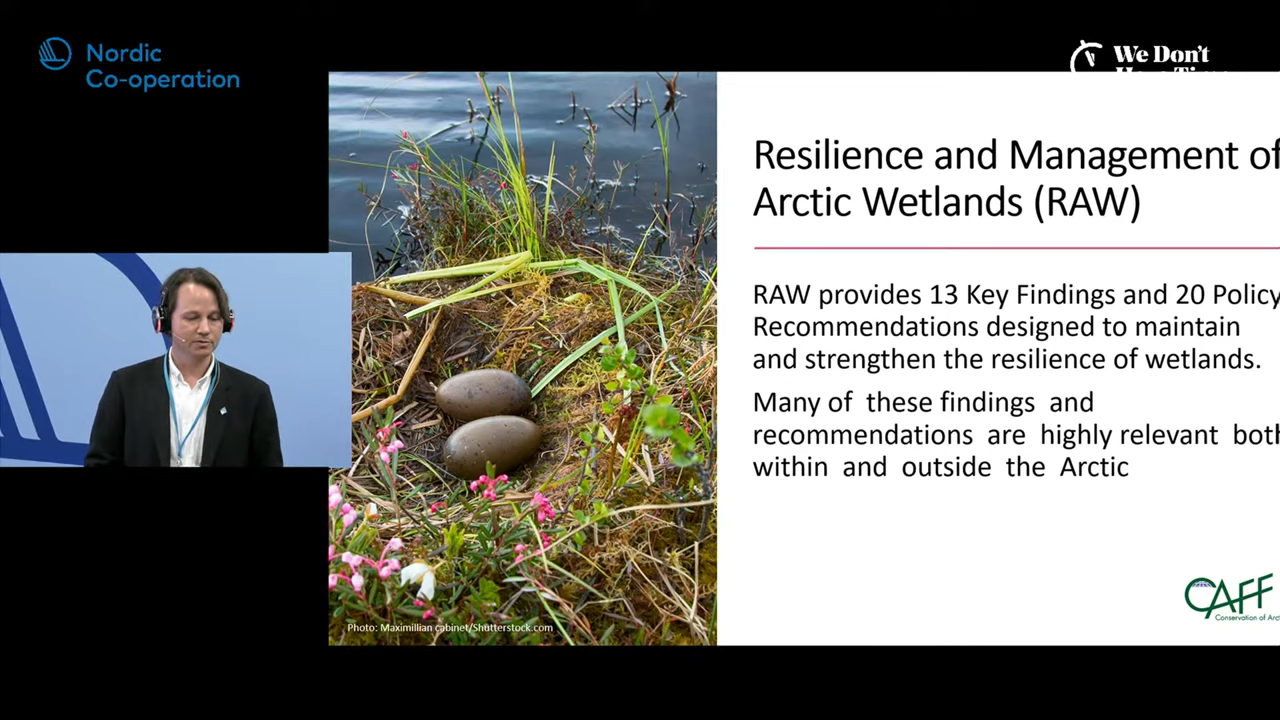 Nordic
Co-operation
We Don't
Resilience and Management of
Arctic Wetlands (RAW)
RAW provides 13 Key Findings and 20 Policy
Recommendations designed to maintain
and strengthen the resilience of wetlands.
Many of these findings and
recommendations are highly relevant both
within and outside the Arctic
CAFF
Conservation of Arc
Photo: Maximillian cabinet/Shutterstock.com